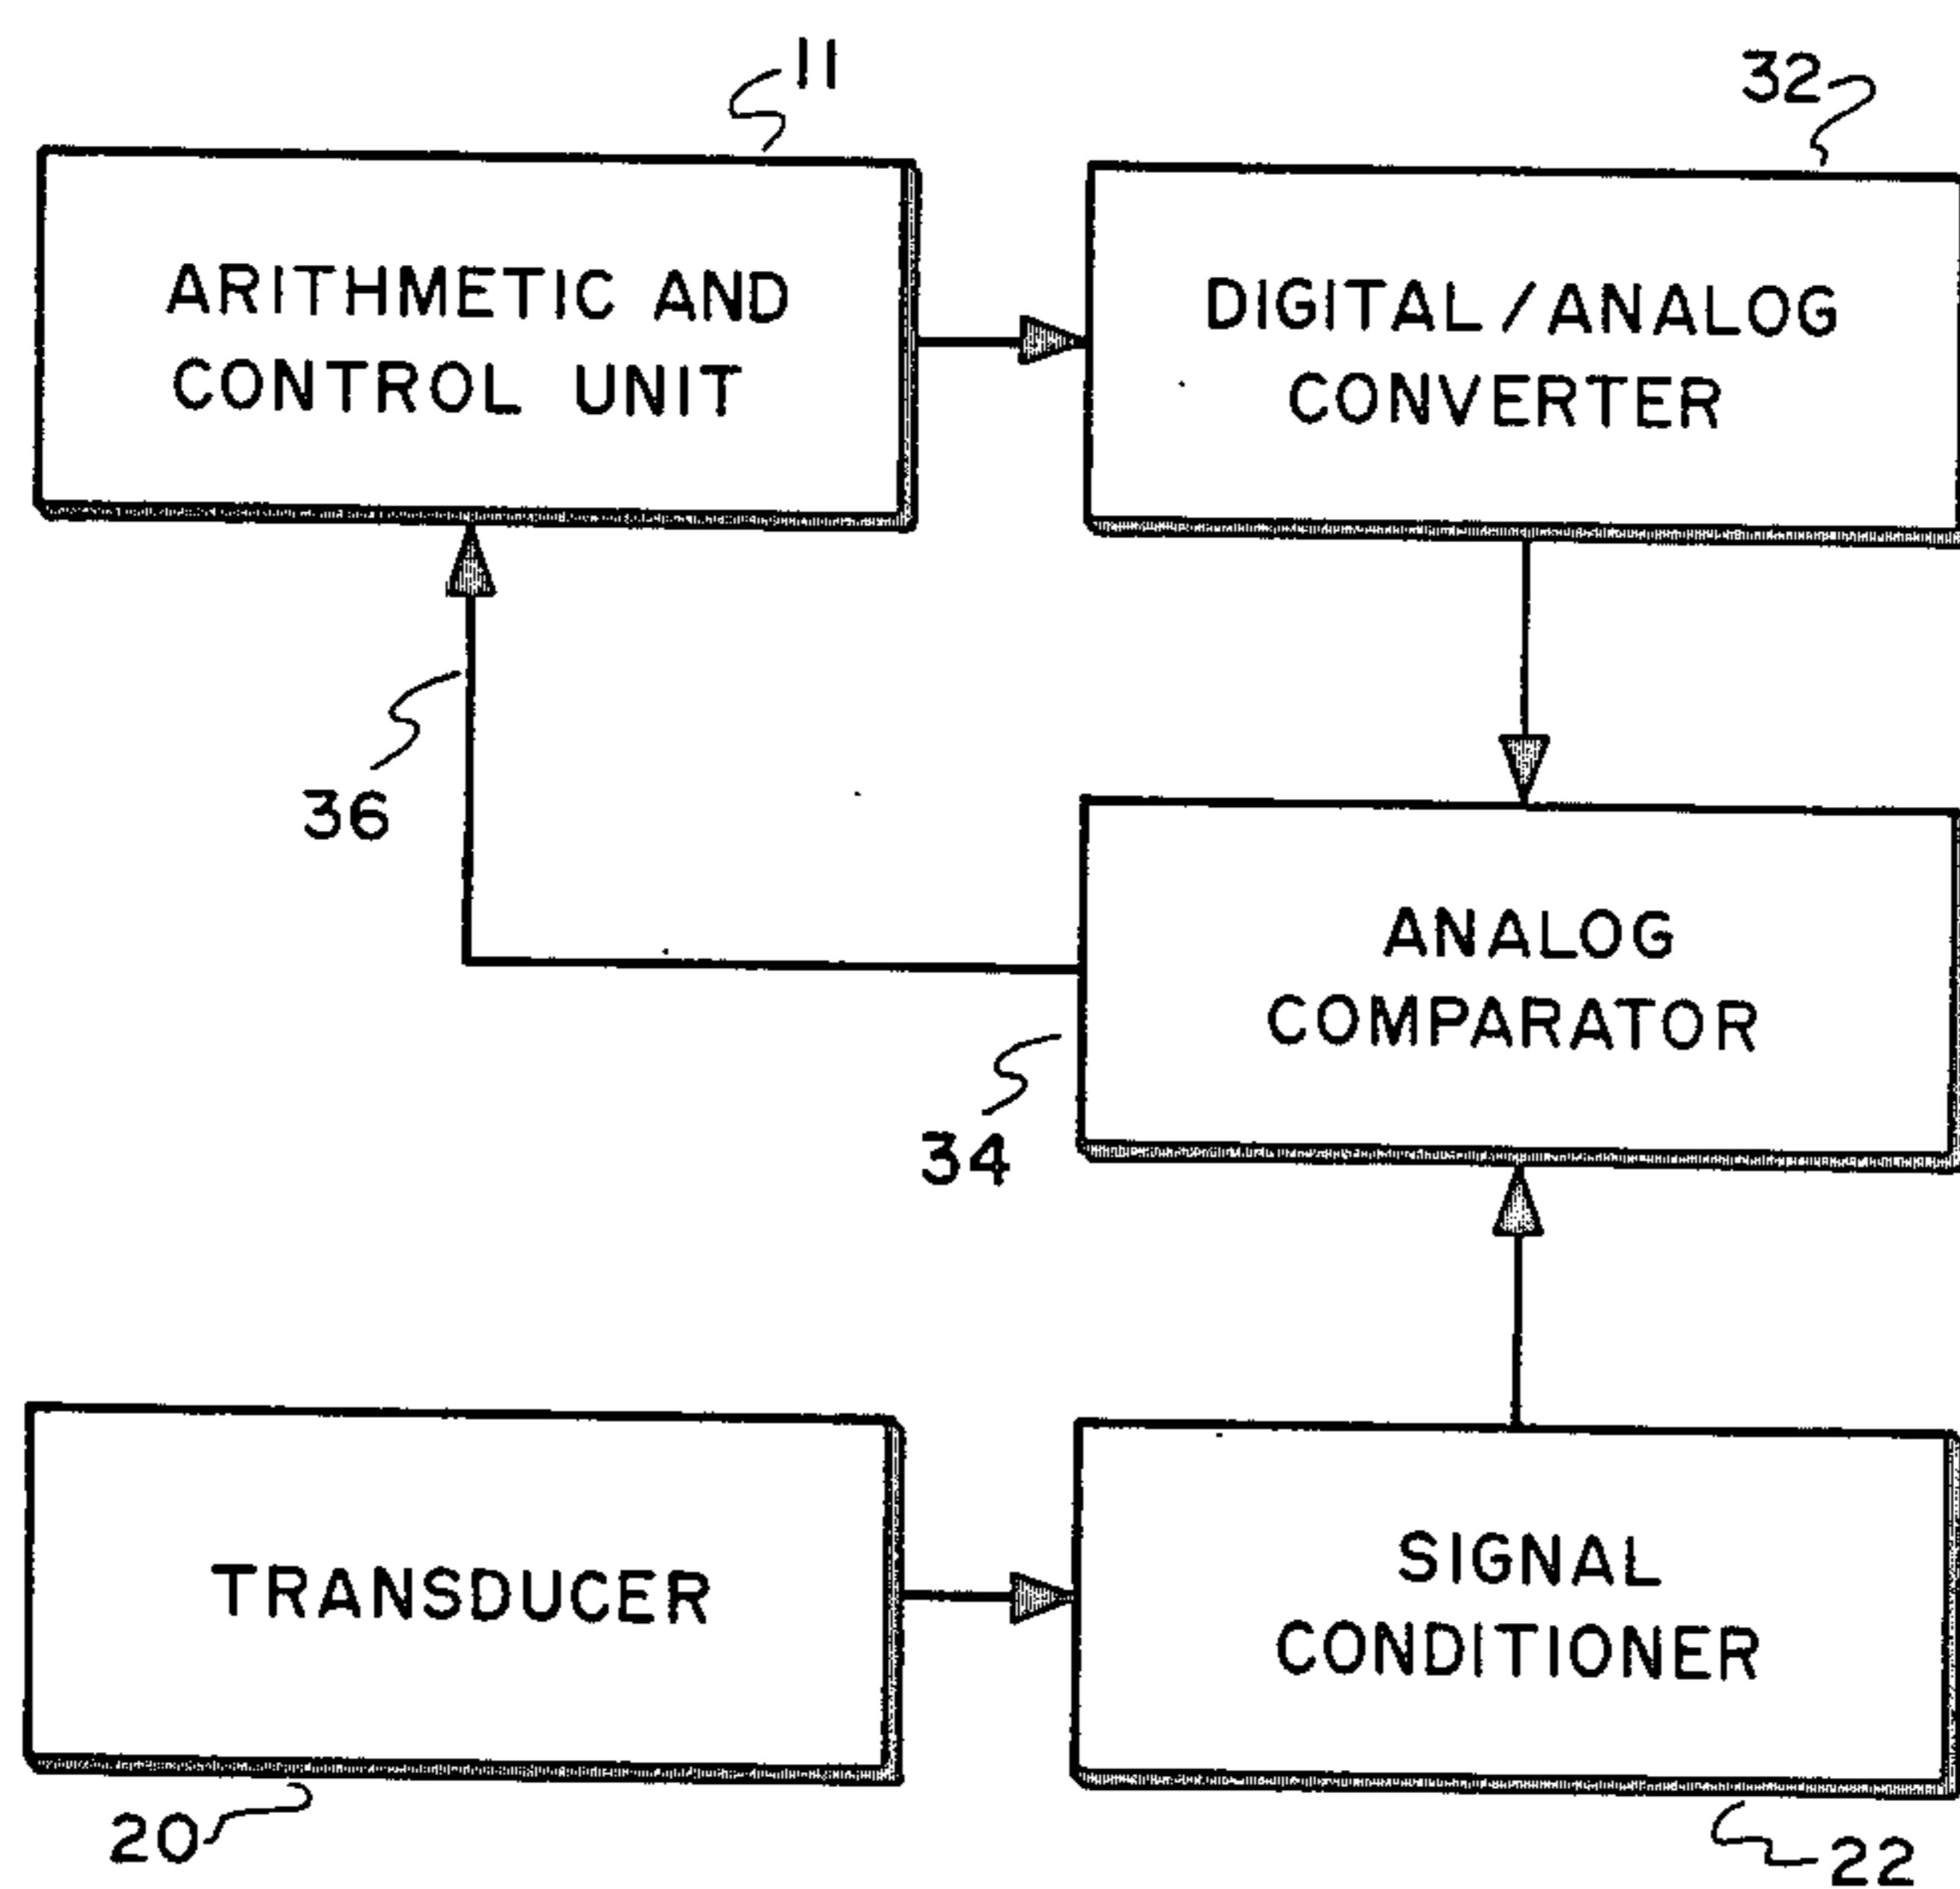 11
32
ARITHMETIC AND
CONTROL UNIT
DIGITAL/ANALOG
CONVERTER
36
ANALOG
COMPARATOR
34
TRANSDUCER
SIGNAL
CONDITIONER
20
22